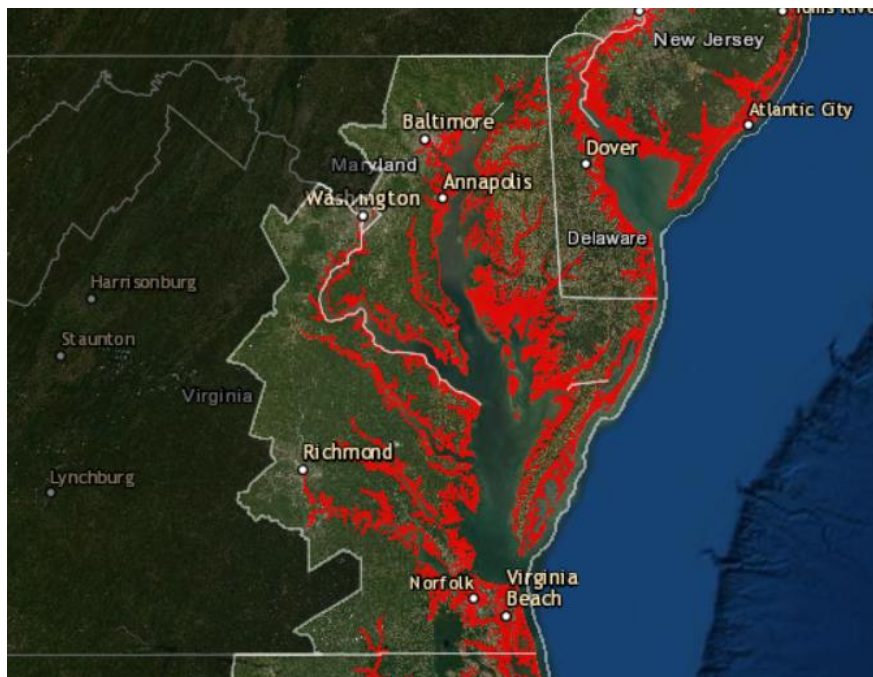 New Jersey
Atlantic City
Baltimore
Maryland
Dover
Annapolis
Washington
Delaware
Harrisonburg
Staunton
Virginia
Richmond
Lynchburg
Norfolk
Virginia
Beach